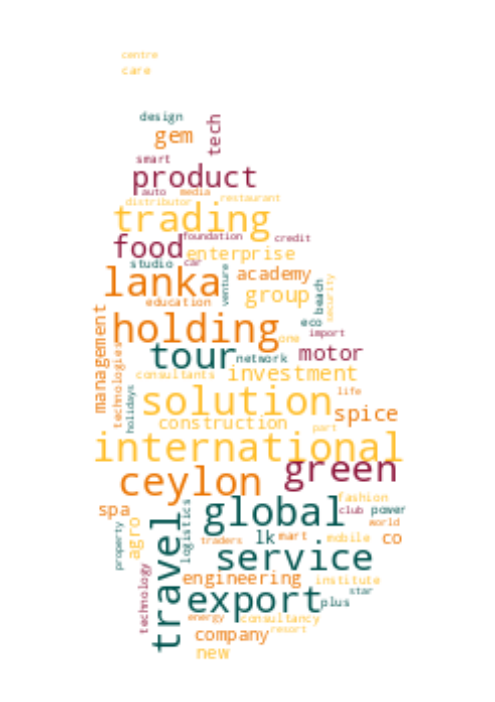 centre
care
design
gem
tech
smart
product
auto media
distributor restaurant
trading
foundation credit
food enterprise
studio car
lanka venture academy
education group beach security
management holding eco import
technologies tour network one motor
consultants investment
holidays solution life
construction part spice
international
ceylon green
spa global fashion
club power
property agro travel logistics lk mart mobile world co
traders
service
technology engineering institute
export plus star
energy consultancy
company resort
new